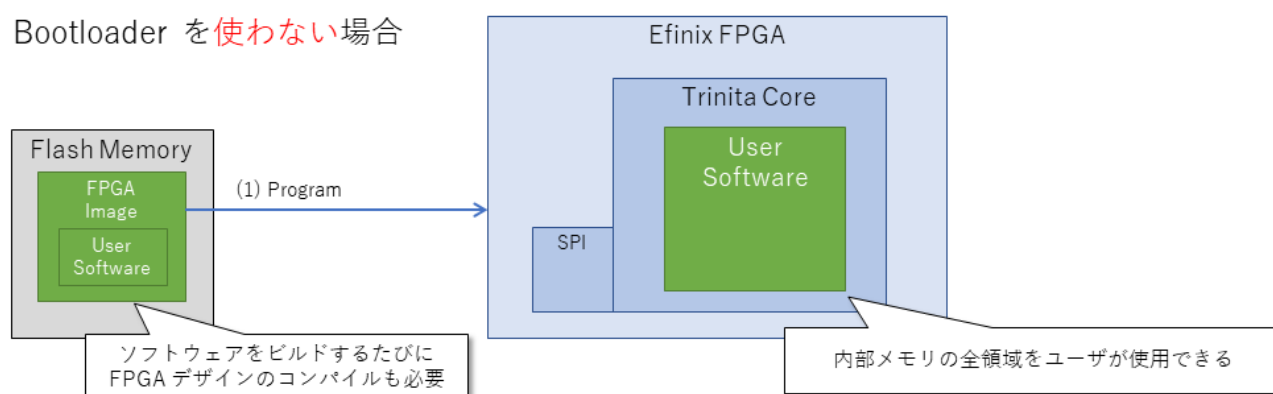 Bootloader を使わない場合
Efinix FPGA
Trinita Core
User
Software
Flash Memory
FPGA
Image
User
Software
(1) Program
SPI
ソフトウェアをビルドするたびに
FPGA デザインのコンパイルも必要
内部メモリの全領域をユーザが使用できる